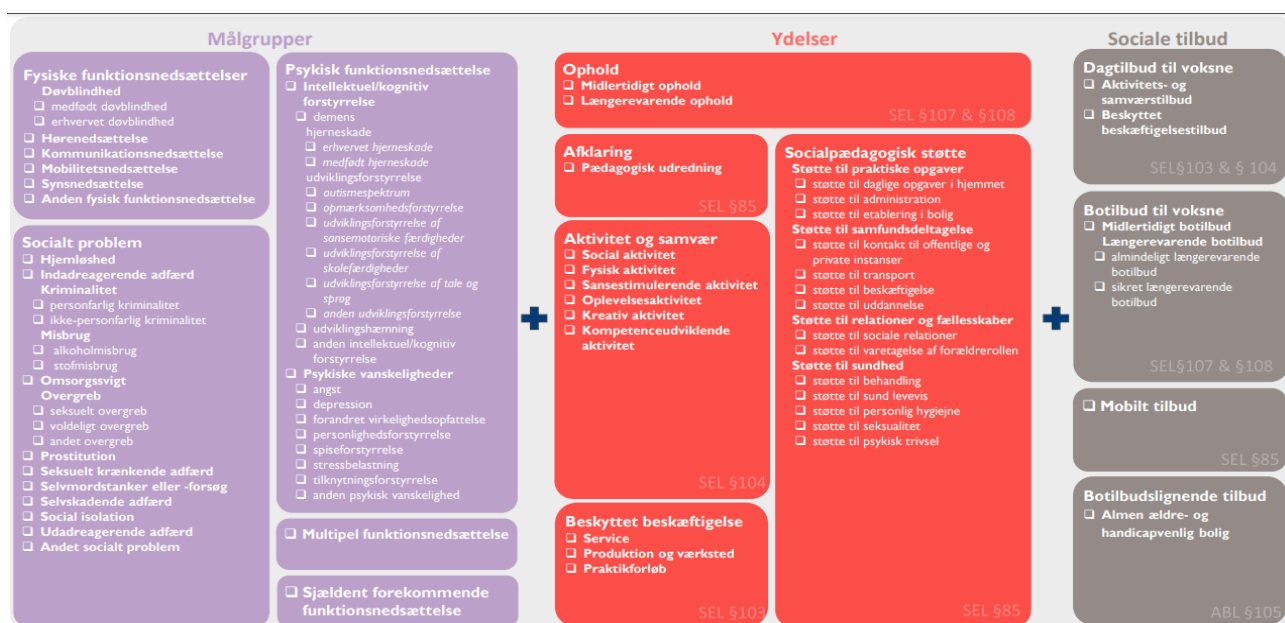 Målgrupper
Fysiske funktionsnedsættelser
Døvblindhed
medfødt døvblindhed
erhvervet døvblindhed
Hørenedsættelse
Kommunikationsnedsættelse
Mobilitetsnedsættelse
Synsnedsættelse
Anden fysisk funktionsnedsættelse
Socialt problem
Hjemløshed
Indadreagerende adfærd
Kriminalitet
personfarlig kriminalitet
ikke-personfarlig kriminalitet
Misbrug
alkoholmisbrug
stofmisbrug
Omsorgssvigt
Overgreb
seksuelt overgreb
voldeligt overgreb
andet overgreb
Prostitution
Seksuelt krænkende adfærd
Selvmordstanker eller -forsøg
Selvskadende adfærd
Social isolation
Udadreagerende adfærd
Andet socialt problem
Psykisk funktionsnedsættelse
Intellektuel/kognitiv
forstyrrelse
demens
hjerneskade
erhvervet hjerneskade
medfødt hjerneskade
udviklingsforstyrrelse
autismespektrum
opmærksomhedsforstyrrelse
udviklingsforstyrrelse af
sansemotoriske færdigheder
udviklingsforstyrrelse af
skolefærdigheder
udviklingsforstyrrelse af tale og
sprog
anden udviklingsforstyrrelse
udviklingshæmning
anden intellektuel/kognitiv
forstyrrelse
Psykiske vanskeligheder
angst
depression
forandret virkelighedsopfattelse
personlighedsforstyrrelse
spiseforstyrrelse
stressbelastning
tilknytningsforstyrrelse
anden psykisk vanskelighed
Multipel funktionsnedsættelse
Sjældent forekommende
funktionsnedsættelse
Ydelser
Ophold
Midlertidigt ophold
Længerevarende ophold
SEL §107 & §108
Afklaring
Pædagogisk udredning
SEL §85
Aktivitet og samvær
Social aktivitet
Fysisk aktivitet
Sansestimulerende aktivitet
Oplevelsesaktivitet
Kreativ aktivitet
Kompetenceudviklende
aktivitet
SEL §104
Beskyttet beskæftigelse
Service
Produktion og værksted
Praktikforløb
SEL §103
Socialpædagogisk støtte
Støtte til praktiske opgaver
støtte til daglige opgaver i hjemmet
støtte til administration
støtte til etablering i bolig
Støtte til samfundsdeltagelse
støtte til kontakt til offentlige og
private instanser
støtte til transport
støtte til beskæftigelse
støtte til uddannelse
Støtte til relationer og fællesskaber
støtte til sociale relationer
støtte til varetagelse af forældrerollen
Støtte til sundhed
støtte til behandling
støtte til sund levevis
støtte til personlig hygiejne
støtte til seksualitet
støtte til psykisk trivsel
SEL §85
Sociale tilbud
Dagtilbud til voksne
Aktivitets- og
samværstilbud
Beskyttet
beskæftigelsestilbud
SEL§103 & § 104
Botilbud til voksne
Midlertidigt botilbud
Længerevarende botilbud
almindeligt længerevarende
botilbud
sikret længerevarende
botilbud
SEL§107 & §108
Mobilt tilbud
SEL §85
Botilbudslignende tilbud
Almen ældre- og
handicapvenlig bolig
ABL §105